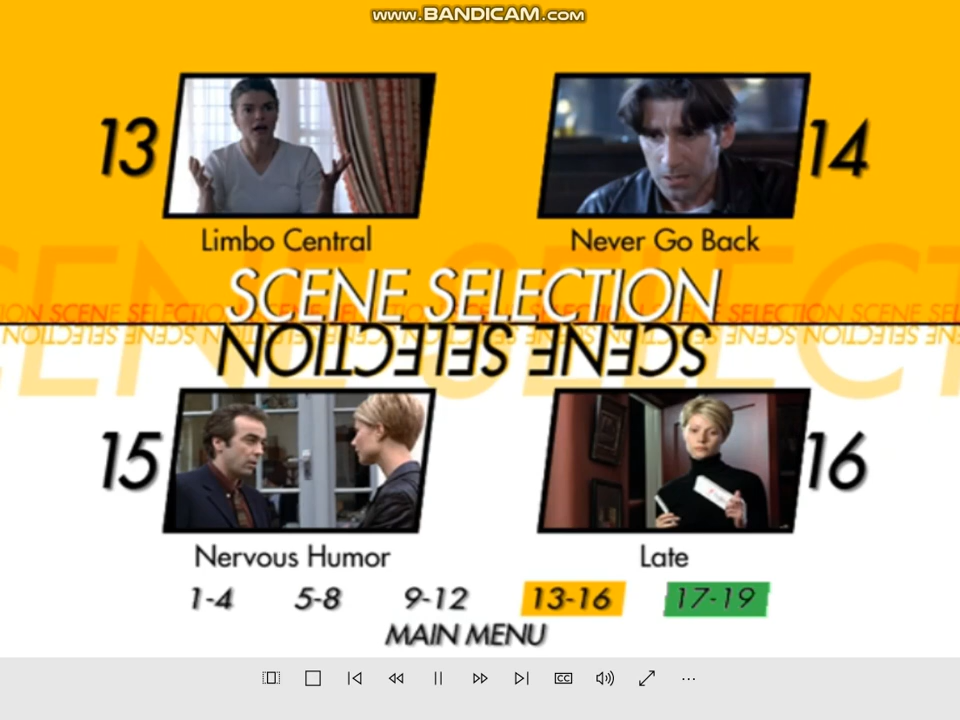 www.BANDICAM.com
13
14
Limbo Central
Never Go Back
SCENE SELECTION
SCENE SELECTION
15
16
Nervous Humor
Late
1-4 5-8 9-12 13-16 17-19
MAIN MENU
CC